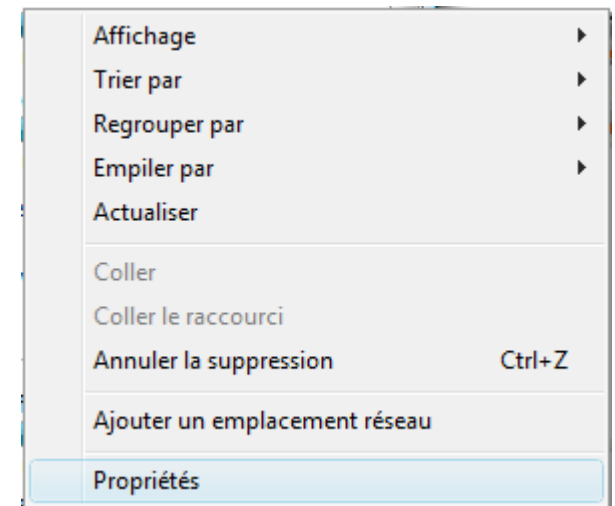 Affichage
Trier par
Regrouper par
Empiler par
Actualiser
Coller
Coller le raccourci
Annuler la suppression Ctrl+Z
Ajouter un emplacement réseau
Propriétés